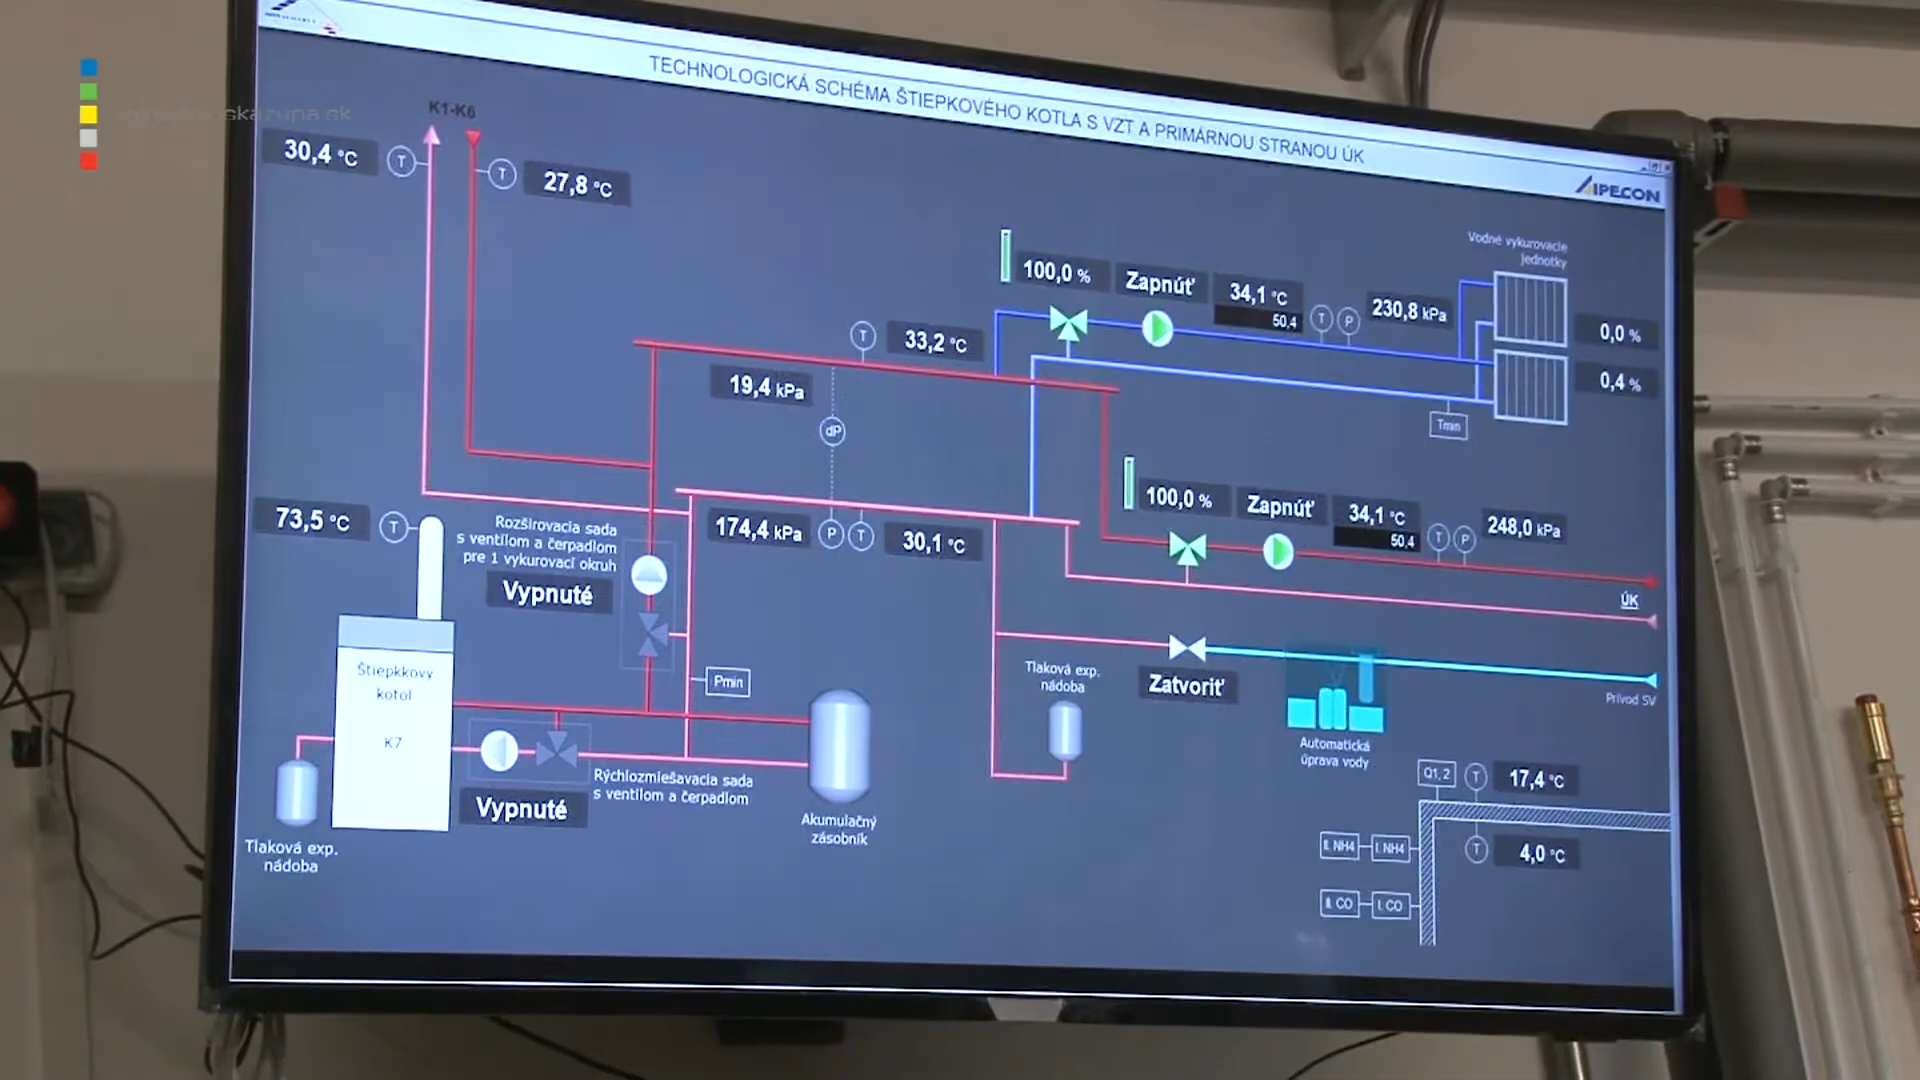 TECHNOLOGICKÁ SCHÉMA ŠTIEPKOVÉHO KOTLA S VZT A PRIMÁRNOU STRANOU ÚK
IPECON
K1-K6
30,4 °C
T
T
27,8 °C
Vodné vykurovacie
jednotky
100,0 %
Zapnúť
34,1 °C
50,4
T
P
230,8 kPa
0,0 %
0,4 %
T
33,2 °C
19,4 kPa
dP
Tmin
100,0 %
Zapnúť
34,1 °C
50,4
T
P
248,0 kPa
73,5 °C
T
Rozširovacia sada
s ventilom a čerpadlom
pre 1 vykurovací okruh
Vypnuté
174,4 kPa
P
T
30,1 °C
ÚK
Štiepkkovy
kotol
K7
Pmin
Tlaková exp.
nádoba
Zatvoriť
Prívod SV
Automatická
úprava vody
Rýchlozmiešavacia sada
s ventilom a čerpadlom
Vypnuté
Akumulačný
zásobník
Tlaková exp.
nádoba
Q1, 2
T
17,4 °C
II. NH4
I. NH4
T
4,0 °C
II. CO
I. CO